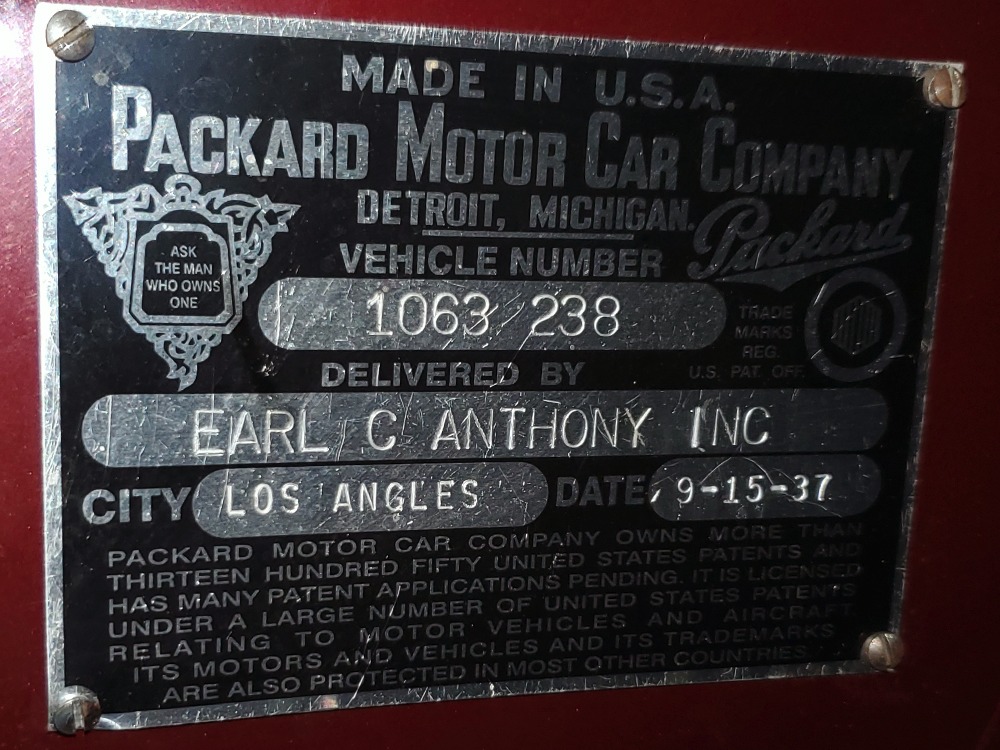 MADE IN U.S.A.
PACKARD MOTOR CAR COMPANY
DETROIT, MICHIGAN.
Packard
ASK
THE MAN
WHO OWNS
ONE
VEHICLE NUMBER
1063 238
TRADE
MARKS
REG.
U.S. PAT. OFF.
DELIVERED BY
EARL C ANTHONY INC
CITY LOS ANGLES DATE 9-15-37
PACKARD MOTOR CAR COMPANY OWNS MORE THAN
THIRTEEN HUNDRED FIFTY UNITED STATES PATENTS AND
HAS MANY PATENT APPLICATIONS PENDING. IT IS LICENSED
UNDER A LARGE NUMBER OF UNITED STATES PATENTS
RELATING TO MOTOR VEHICLES AND AIRCRAFT
ITS MOTORS AND VEHICLES AND ITS TRADEMARKS
ARE ALSO PROTECTED IN MOST OTHER COUNTRIES.